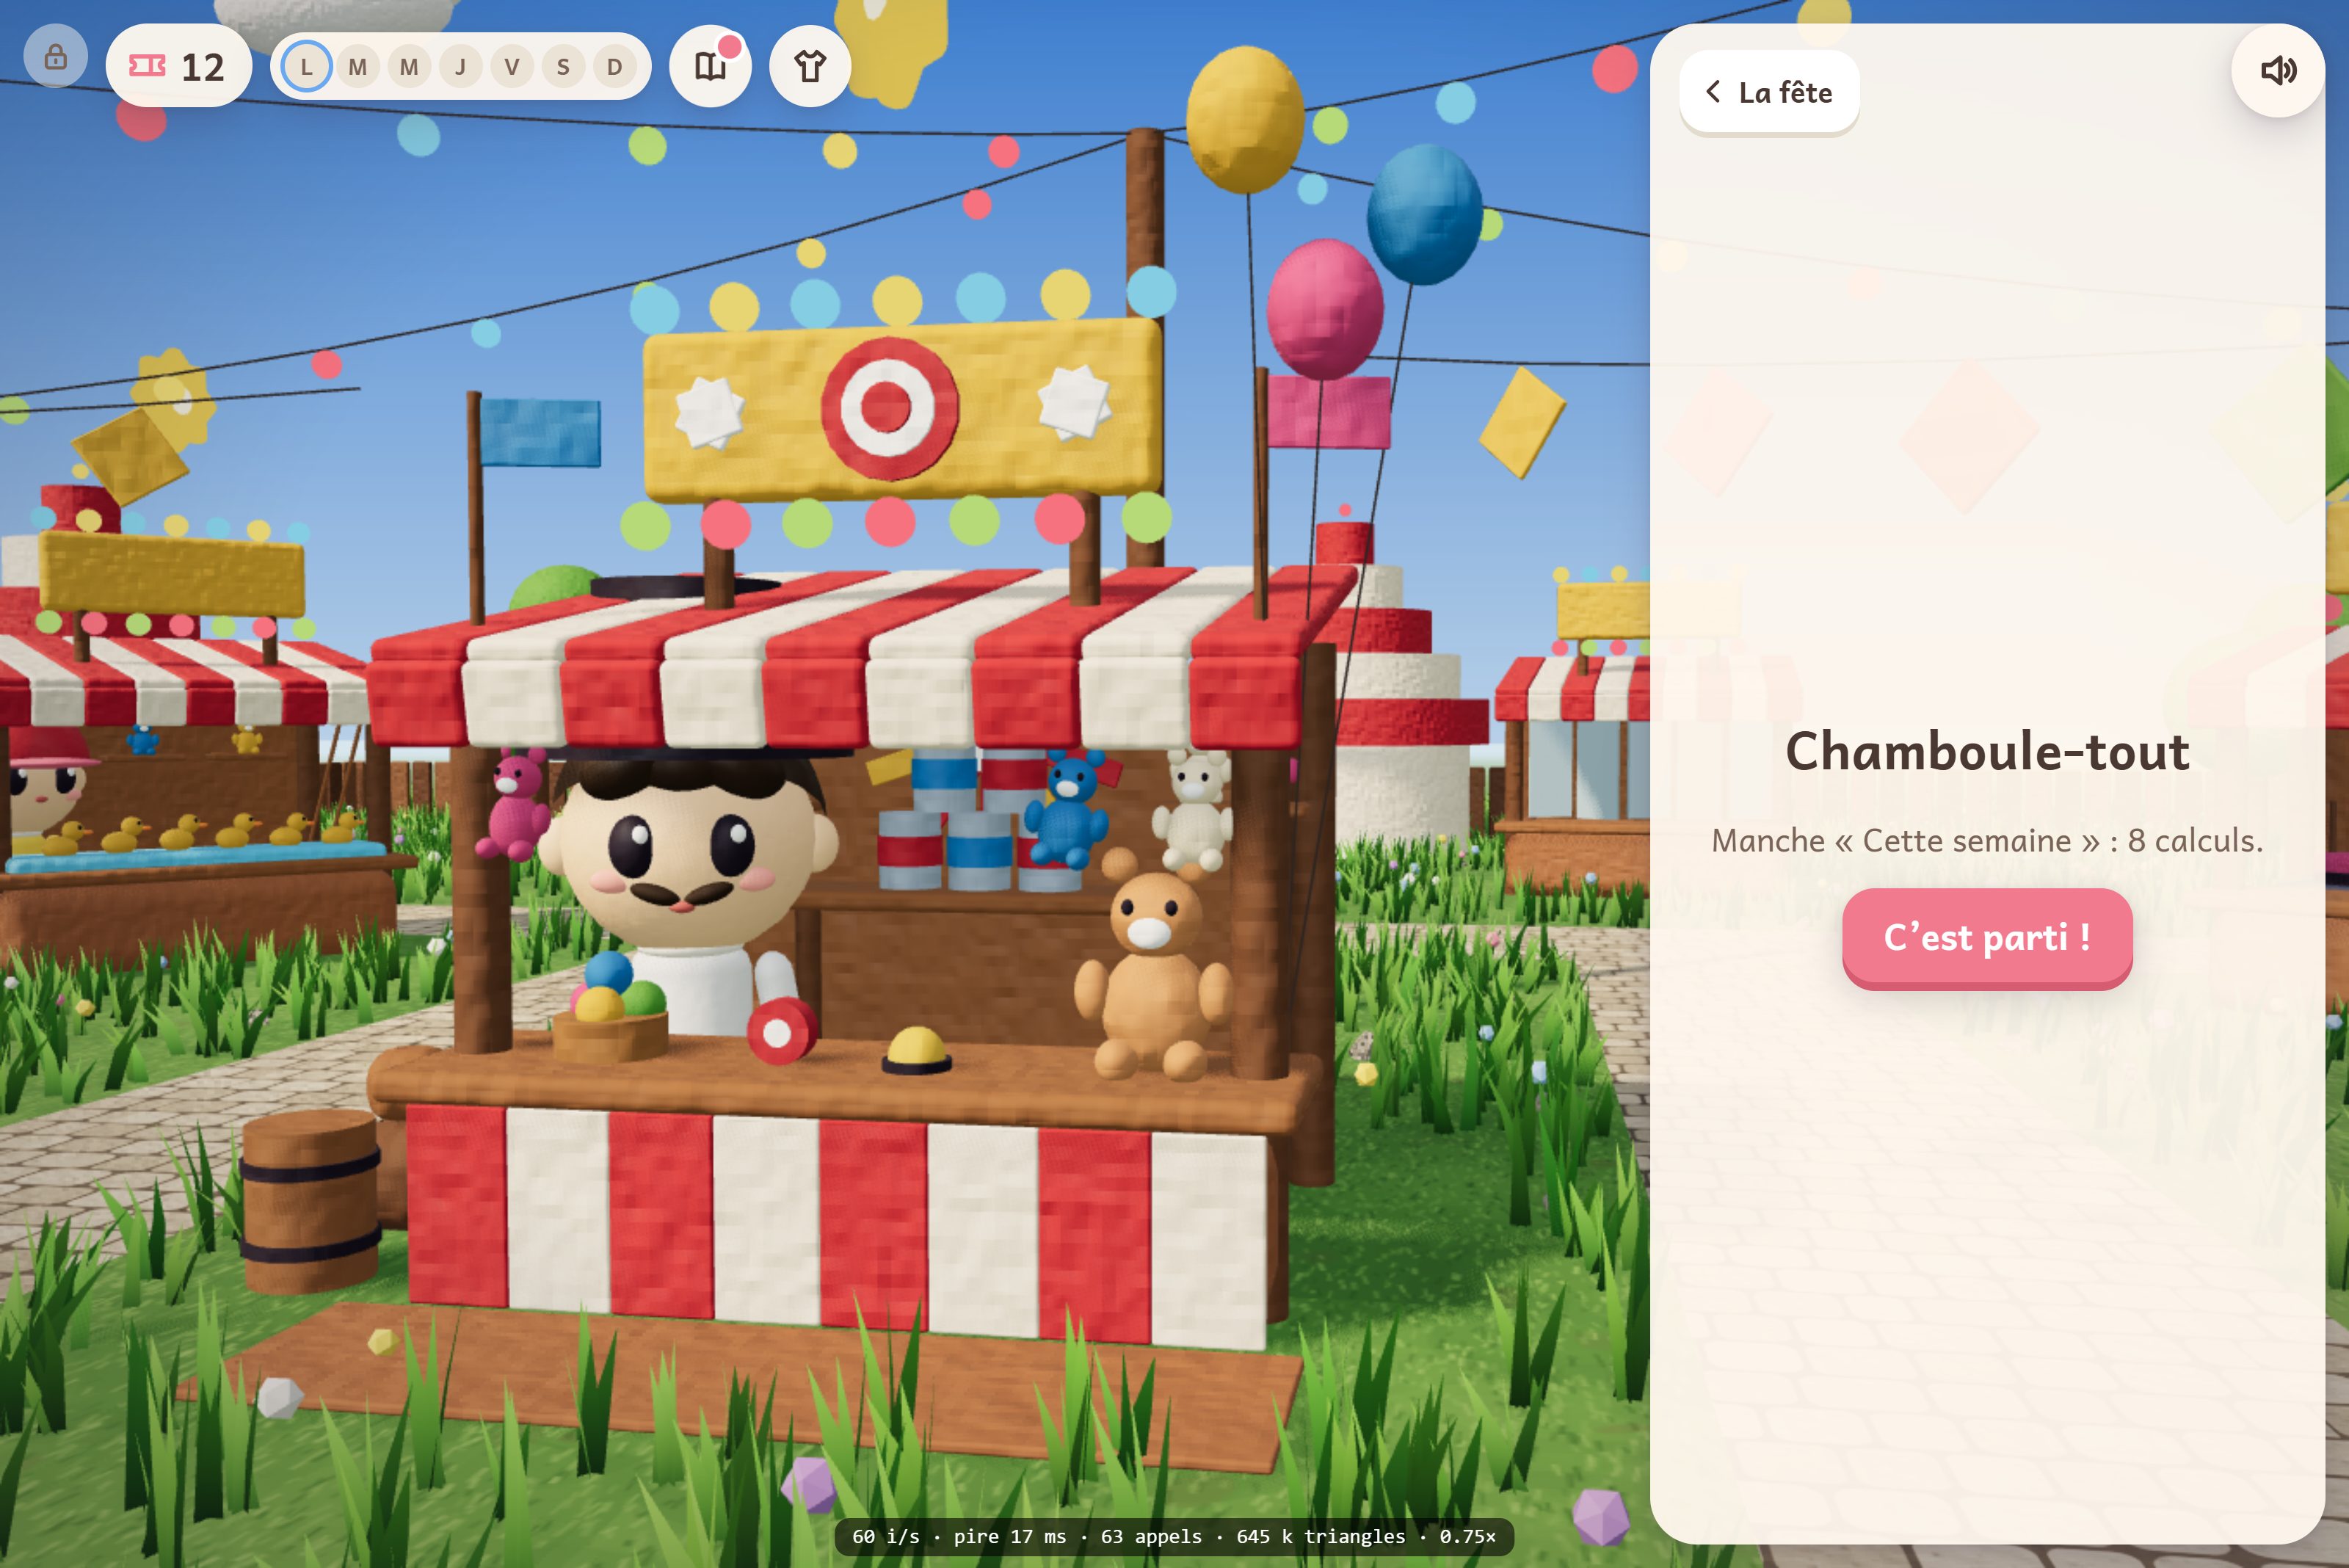 12
L M M J V S D
La fête
Chamboule-tout
Manche « Cette semaine » : 8 calculs.
C’est parti !
60 i/s · pire 17 ms · 63 appels · 645 k triangles · 0.75×